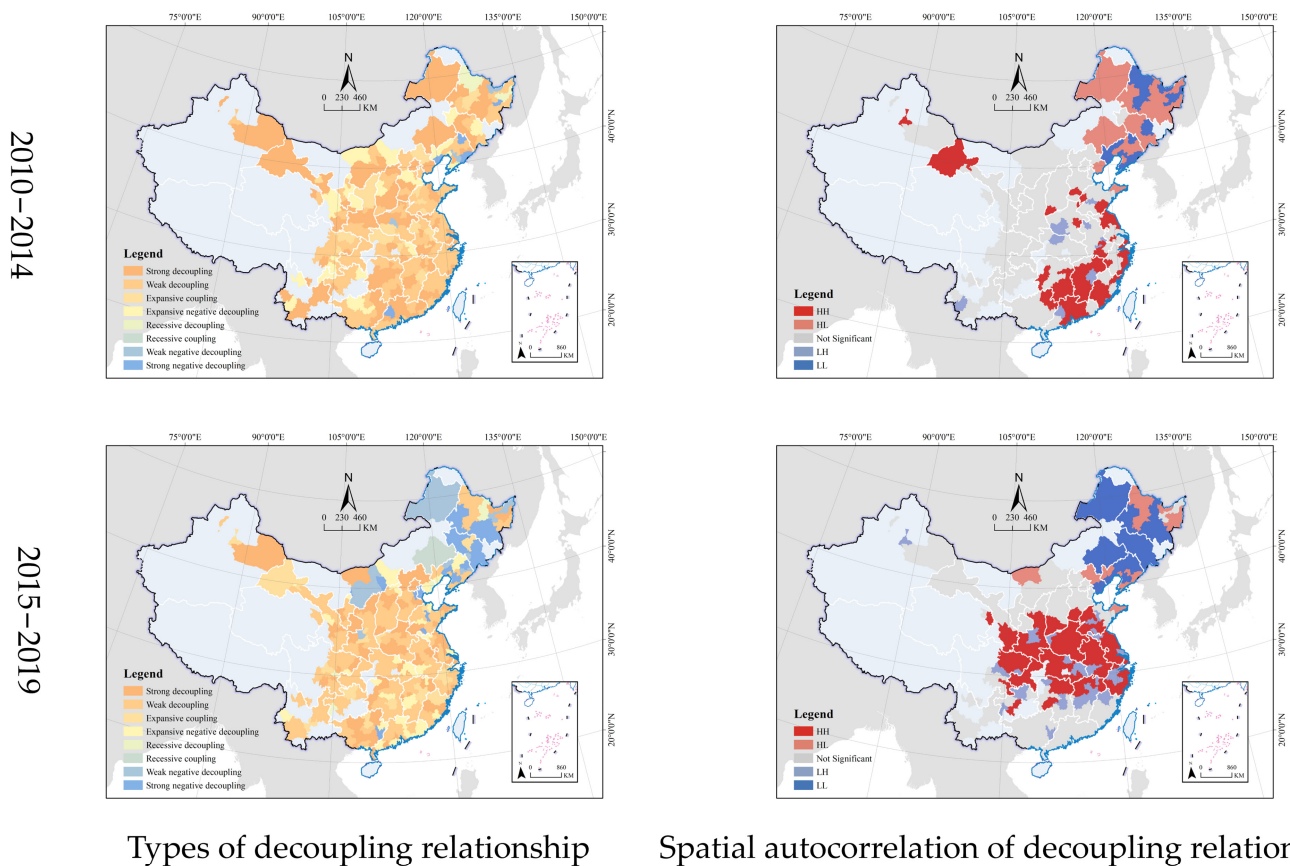 75°0'0"E 90°0'0"E 105°0'0"E 120°0'0"E 135°0'0"E 150°0'0"E
40°0'0"N
30°0'0"N
20°0'0"N
N
0 230 460
KM
Legend
Strong decoupling
Weak decoupling
Expansive coupling
Expansive negative decoupling
Recessive decoupling
Recessive coupling
Weak negative decoupling
Strong negative decoupling
N
0 860
KM
75°0'0"E 90°0'0"E 105°0'0"E 120°0'0"E 135°0'0"E 150°0'0"E
40°0'0"N
30°0'0"N
20°0'0"N
N
0 230 460
KM
Legend
HH
HL
Not Significant
LH
LL
N
0 860
KM
2010−2014
75°0'0"E 90°0'0"E 105°0'0"E 120°0'0"E 135°0'0"E 150°0'0"E
40°0'0"N
30°0'0"N
20°0'0"N
N
0 230 460
KM
Legend
Strong decoupling
Weak decoupling
Expansive coupling
Expansive negative decoupling
Recessive decoupling
Recessive coupling
Weak negative decoupling
Strong negative decoupling
N
0 860
KM
75°0'0"E 90°0'0"E 105°0'0"E 120°0'0"E 135°0'0"E 150°0'0"E
40°0'0"N
30°0'0"N
20°0'0"N
N
0 230 460
KM
Legend
HH
HL
Not Significant
LH
LL
N
0 860
KM
2015−2019
Types of decoupling relationship
Spatial autocorrelation of decoupling relation